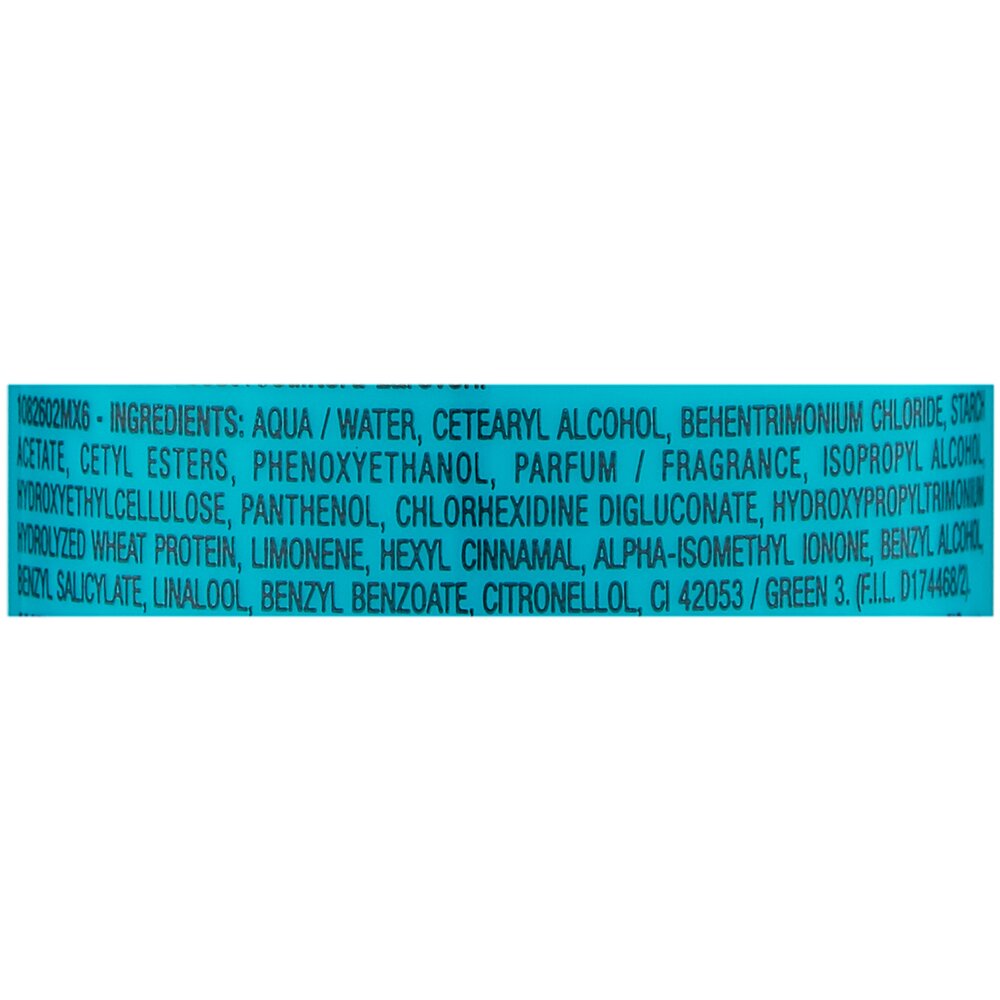 1082602MX6 - INGREDIENTS: AQUA / WATER, CETEARYL ALCOHOL, BEHENTRIMONIUM CHLORIDE, STARCH
ACETATE, CETYL ESTERS, PHENOXYETHANOL, PARFUM / FRAGRANCE, ISOPROPYL ALCOHOL,
HYDROXYETHYLCELLULOSE, PANTHENOL, CHLORHEXIDINE DIGLUCONATE, HYDROXYPROPYLTRIMONIUM
HYDROLYZED WHEAT PROTEIN, LIMONENE, HEXYL CINNAMAL, ALPHA-ISOMETHYL IONONE, BENZYL ALCOHOL,
BENZYL SALICYLATE, LINALOOL, BENZYL BENZOATE, CITRONELLOL, CI 42053 / GREEN 3. (F.I.L. D174468/2).